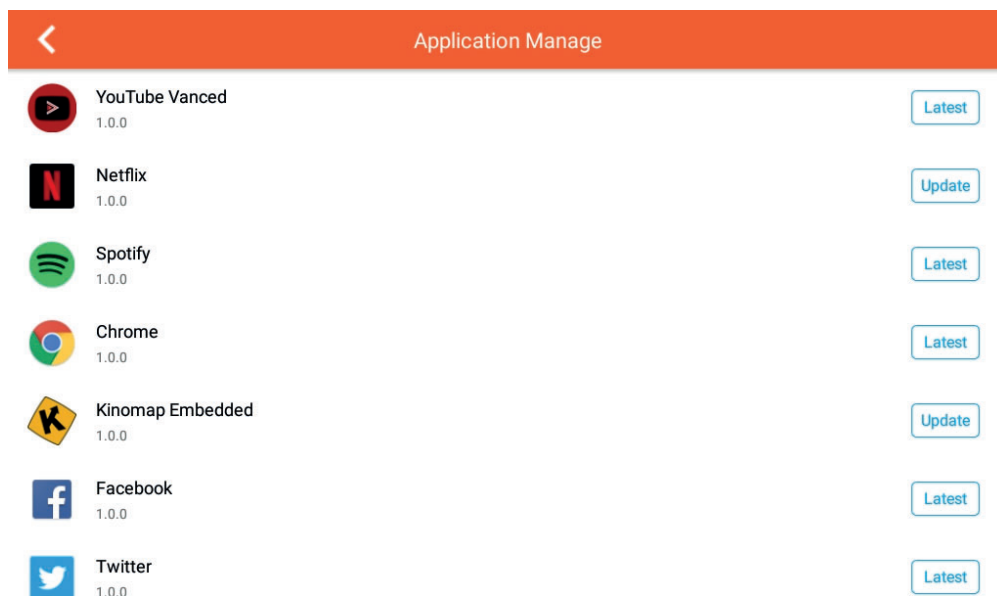 Application Manage
YouTube Vanced
1.0.0
Latest
Netflix
1.0.0
Update
Spotify
1.0.0
Latest
Chrome
1.0.0
Latest
Kinomap Embedded
1.0.0
Update
Facebook
1.0.0
Latest
Twitter
1.0.0
Latest